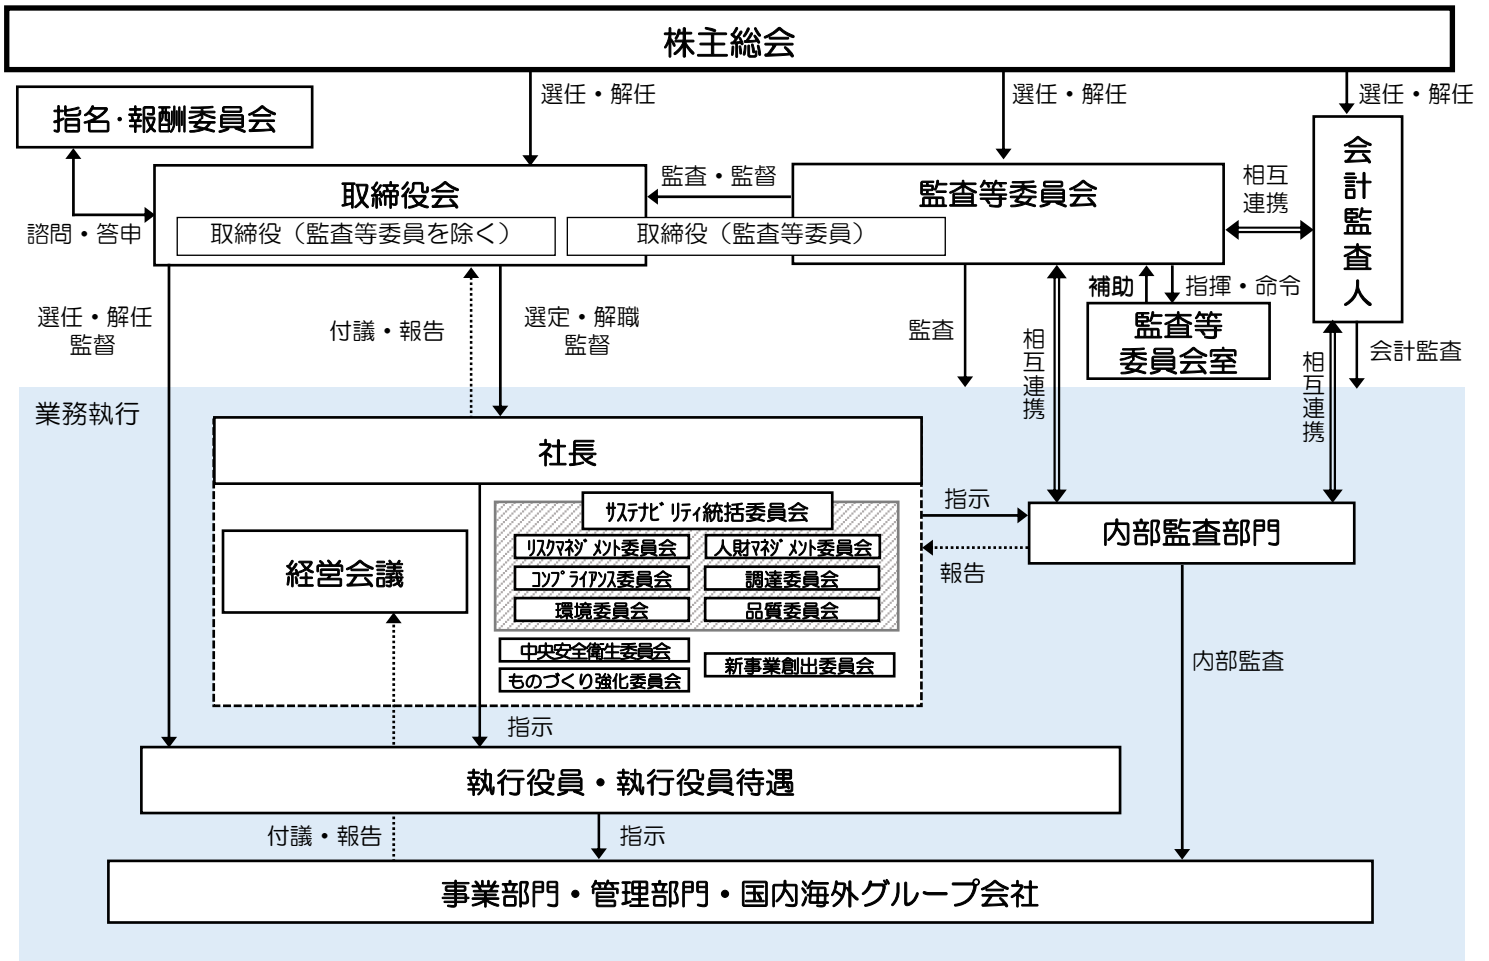 株主総会
選任・解任
選任・解任
選任・解任
指名・報酬委員会
会計監査人
取締役会
監査・監督
監査等委員会
相互
連携
諮問・答申
取締役（監査等委員を除く）
取締役（監査等委員）
選任・解任
監督
付議・報告
選定・解職
監督
監査
補助
指揮・命令
監査等
委員会室
相互連携
相互連携
会計監査
業務執行
社長
サステナビリティ統括委員会
指示
内部監査部門
報告
経営会議
リスクマネジメント委員会
人財マネジメント委員会
コンプライアンス委員会
調達委員会
環境委員会
品質委員会
中央安全衛生委員会
新事業創出委員会
ものづくり強化委員会
内部監査
指示
執行役員・執行役員待遇
付議・報告
指示
事業部門・管理部門・国内海外グループ会社